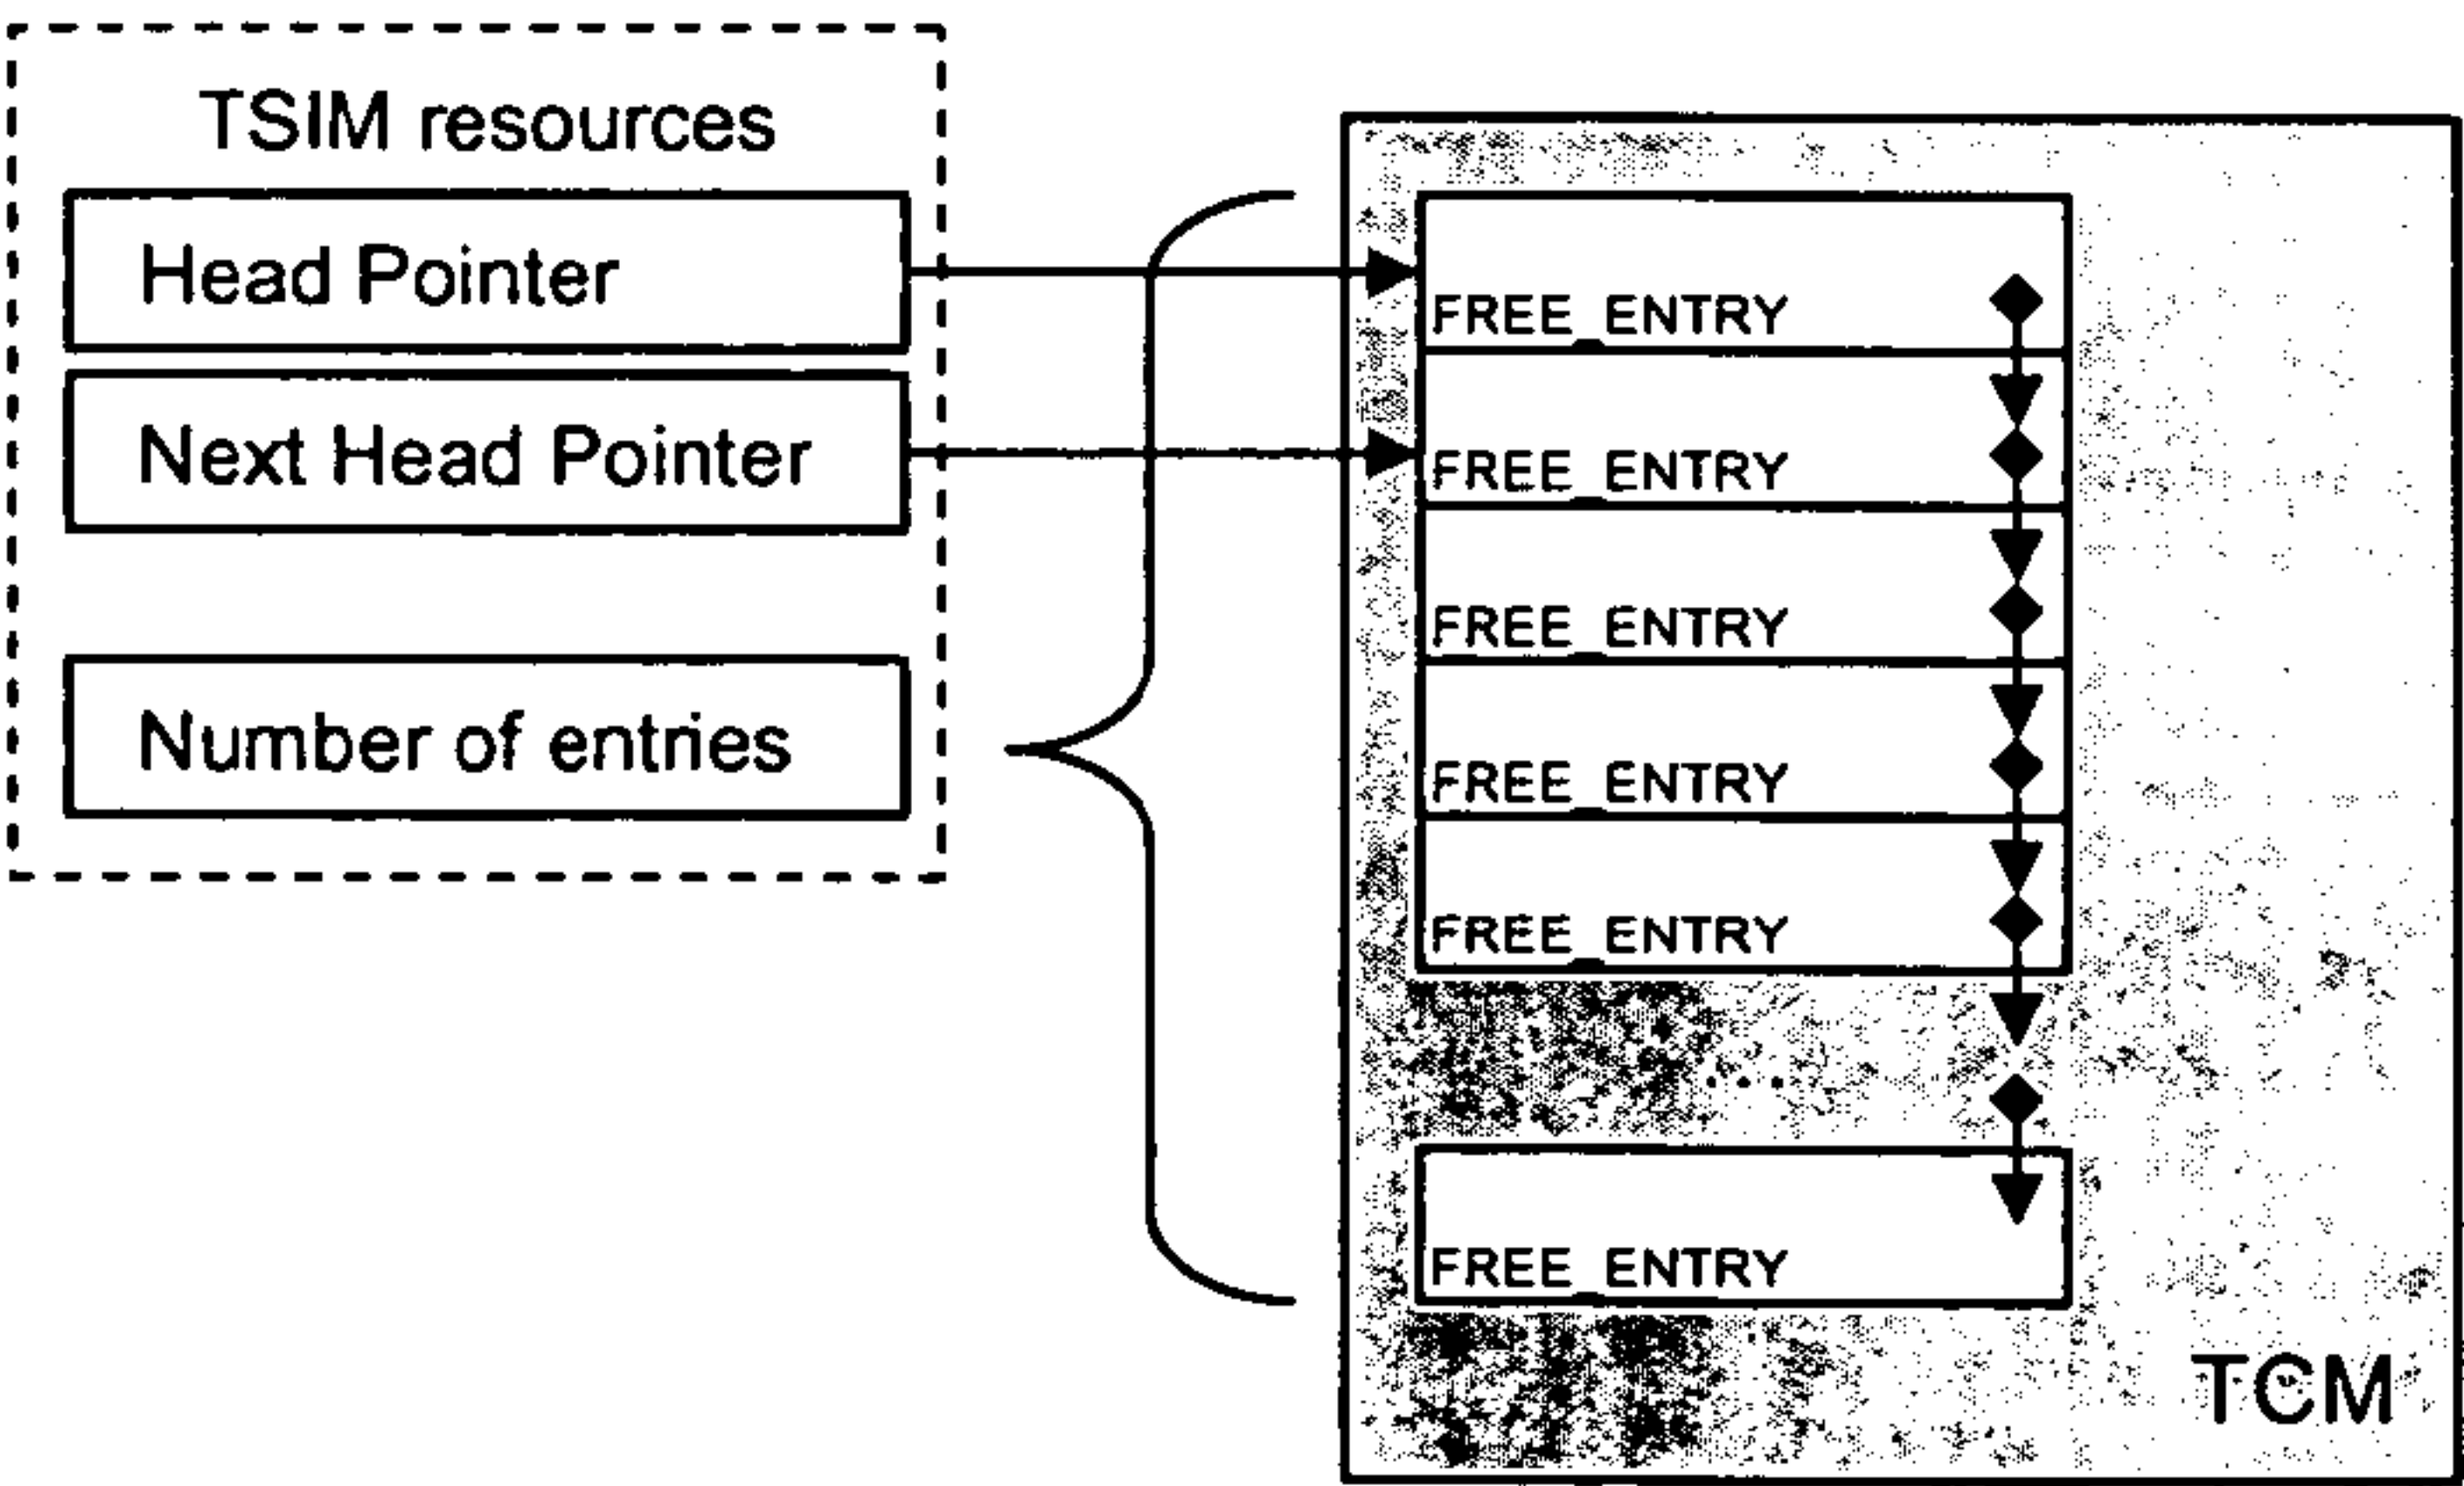 TSIM resources
Head Pointer
Next Head Pointer
Number of entries
FREE_ENTRY
FREE_ENTRY
FREE_ENTRY
FREE_ENTRY
FREE_ENTRY
...
FREE_ENTRY
TCM